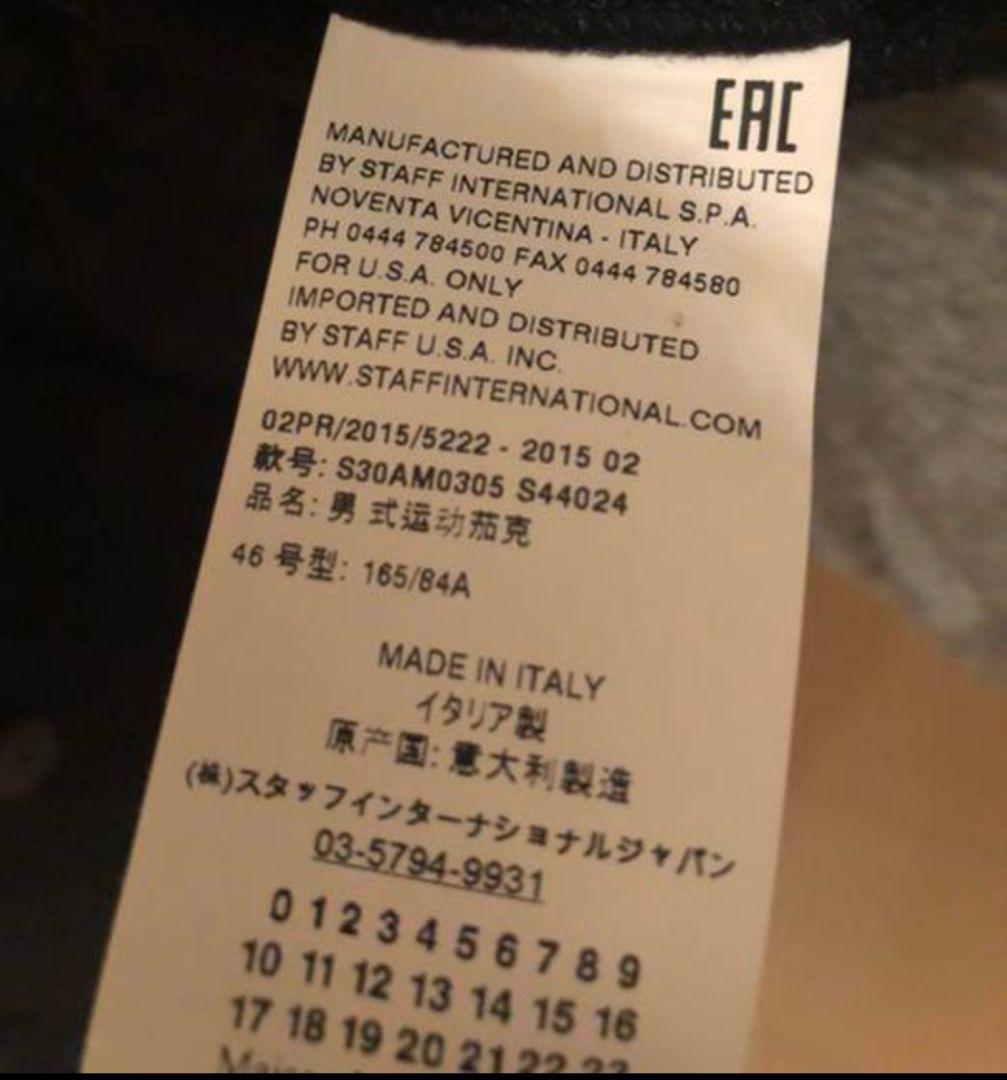 EAC
MANUFACTURED AND DISTRIBUTED
BY STAFF INTERNATIONAL S.P.A.
NOVENTA VICENTINA - ITALY
PH 0444 784500 FAX 0444 784580
FOR U.S.A. ONLY
IMPORTED AND DISTRIBUTED
BY STAFF U.S.A. INC.
WWW.STAFFINTERNATIONAL.COM
02PR/2015/5222 - 2015 02
款号: S30AM0305 S44024
品名: 男 式运动茄克
46 号型: 165/84A
MADE IN ITALY
イタリア製
原产国: 意大利製造
(株)スタッフインターナショナルジャパン
03-5794-9931
0 1 2 3 4 5 6 7 8 9
10 11 12 13 14 15 16
17 18 19 20 21 22 23